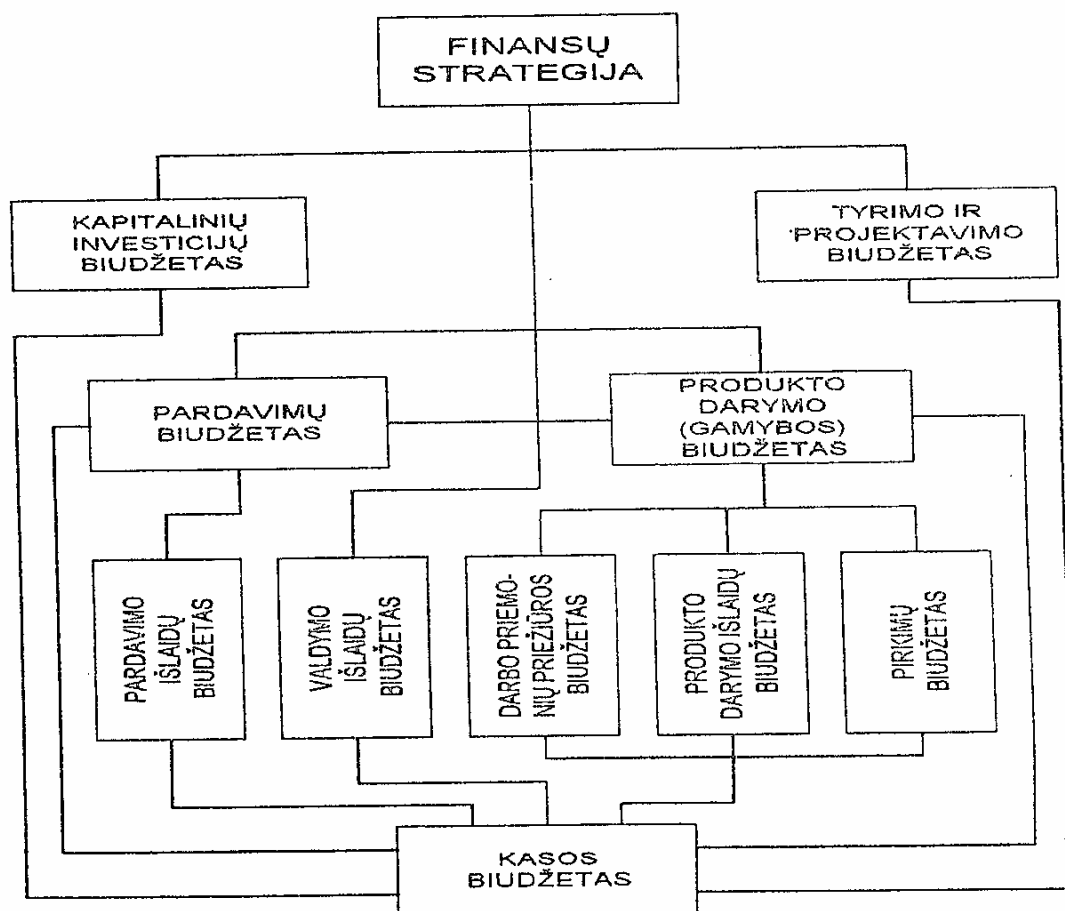 FINANSŲ
STRATEGIJA
KAPITALINIŲ
INVESTICIJŲ
BIUDŽETAS
TYRIMO IR
PROJEKTAVIMO
BIUDŽETAS
PARDAVIMŲ
BIUDŽETAS
PRODUKTO
DARYMO
(GAMYBOS)
BIUDŽETAS
PARDAVIMO
IŠLAIDŲ
BIUDŽETAS
VALDYMO
IŠLAIDŲ
BIUDŽETAS
DARBO PRIEMO-
NIŲ PRIEŽIŪROS
BIUDŽETAS
PRODUKTO
DARYMO IŠLAIDŲ
BIUDŽETAS
PIRKIMŲ
BIUDŽETAS
KASOS
BIUDŽETAS